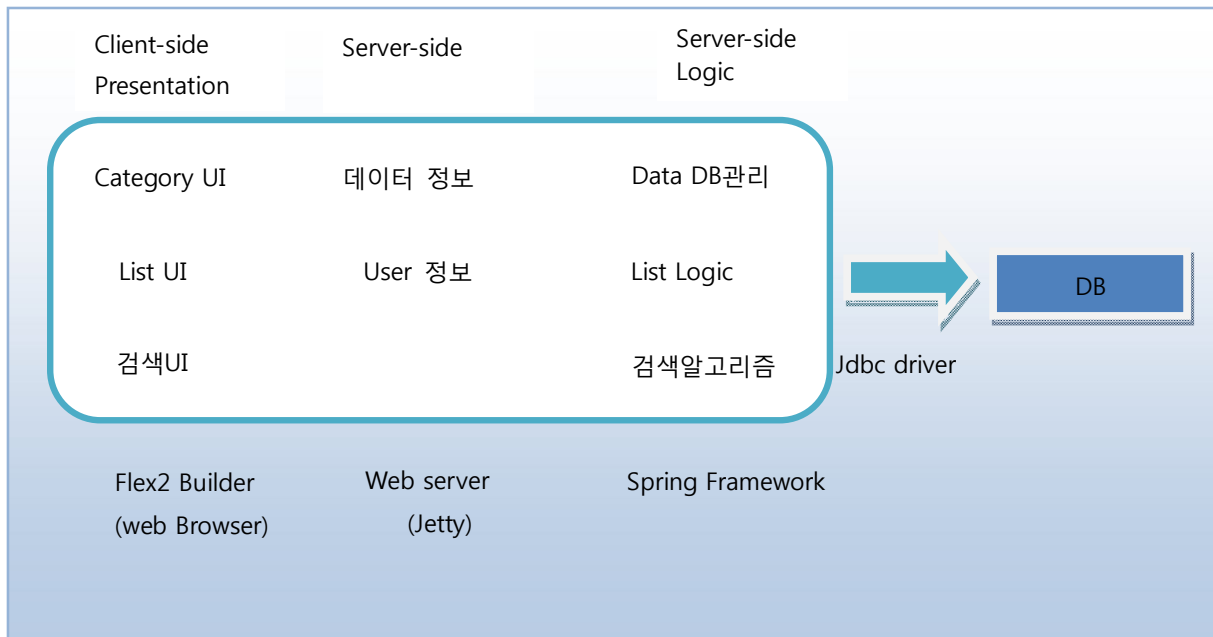 Client-side
Presentation
Server-side
Server-side
Logic
Category UI
데이터 정보
Data DB관리
List UI
User 정보
List Logic
DB
검색UI
검색알고리즘
Jdbc driver
Flex2 Builder
(web Browser)
Web server
(Jetty)
Spring Framework